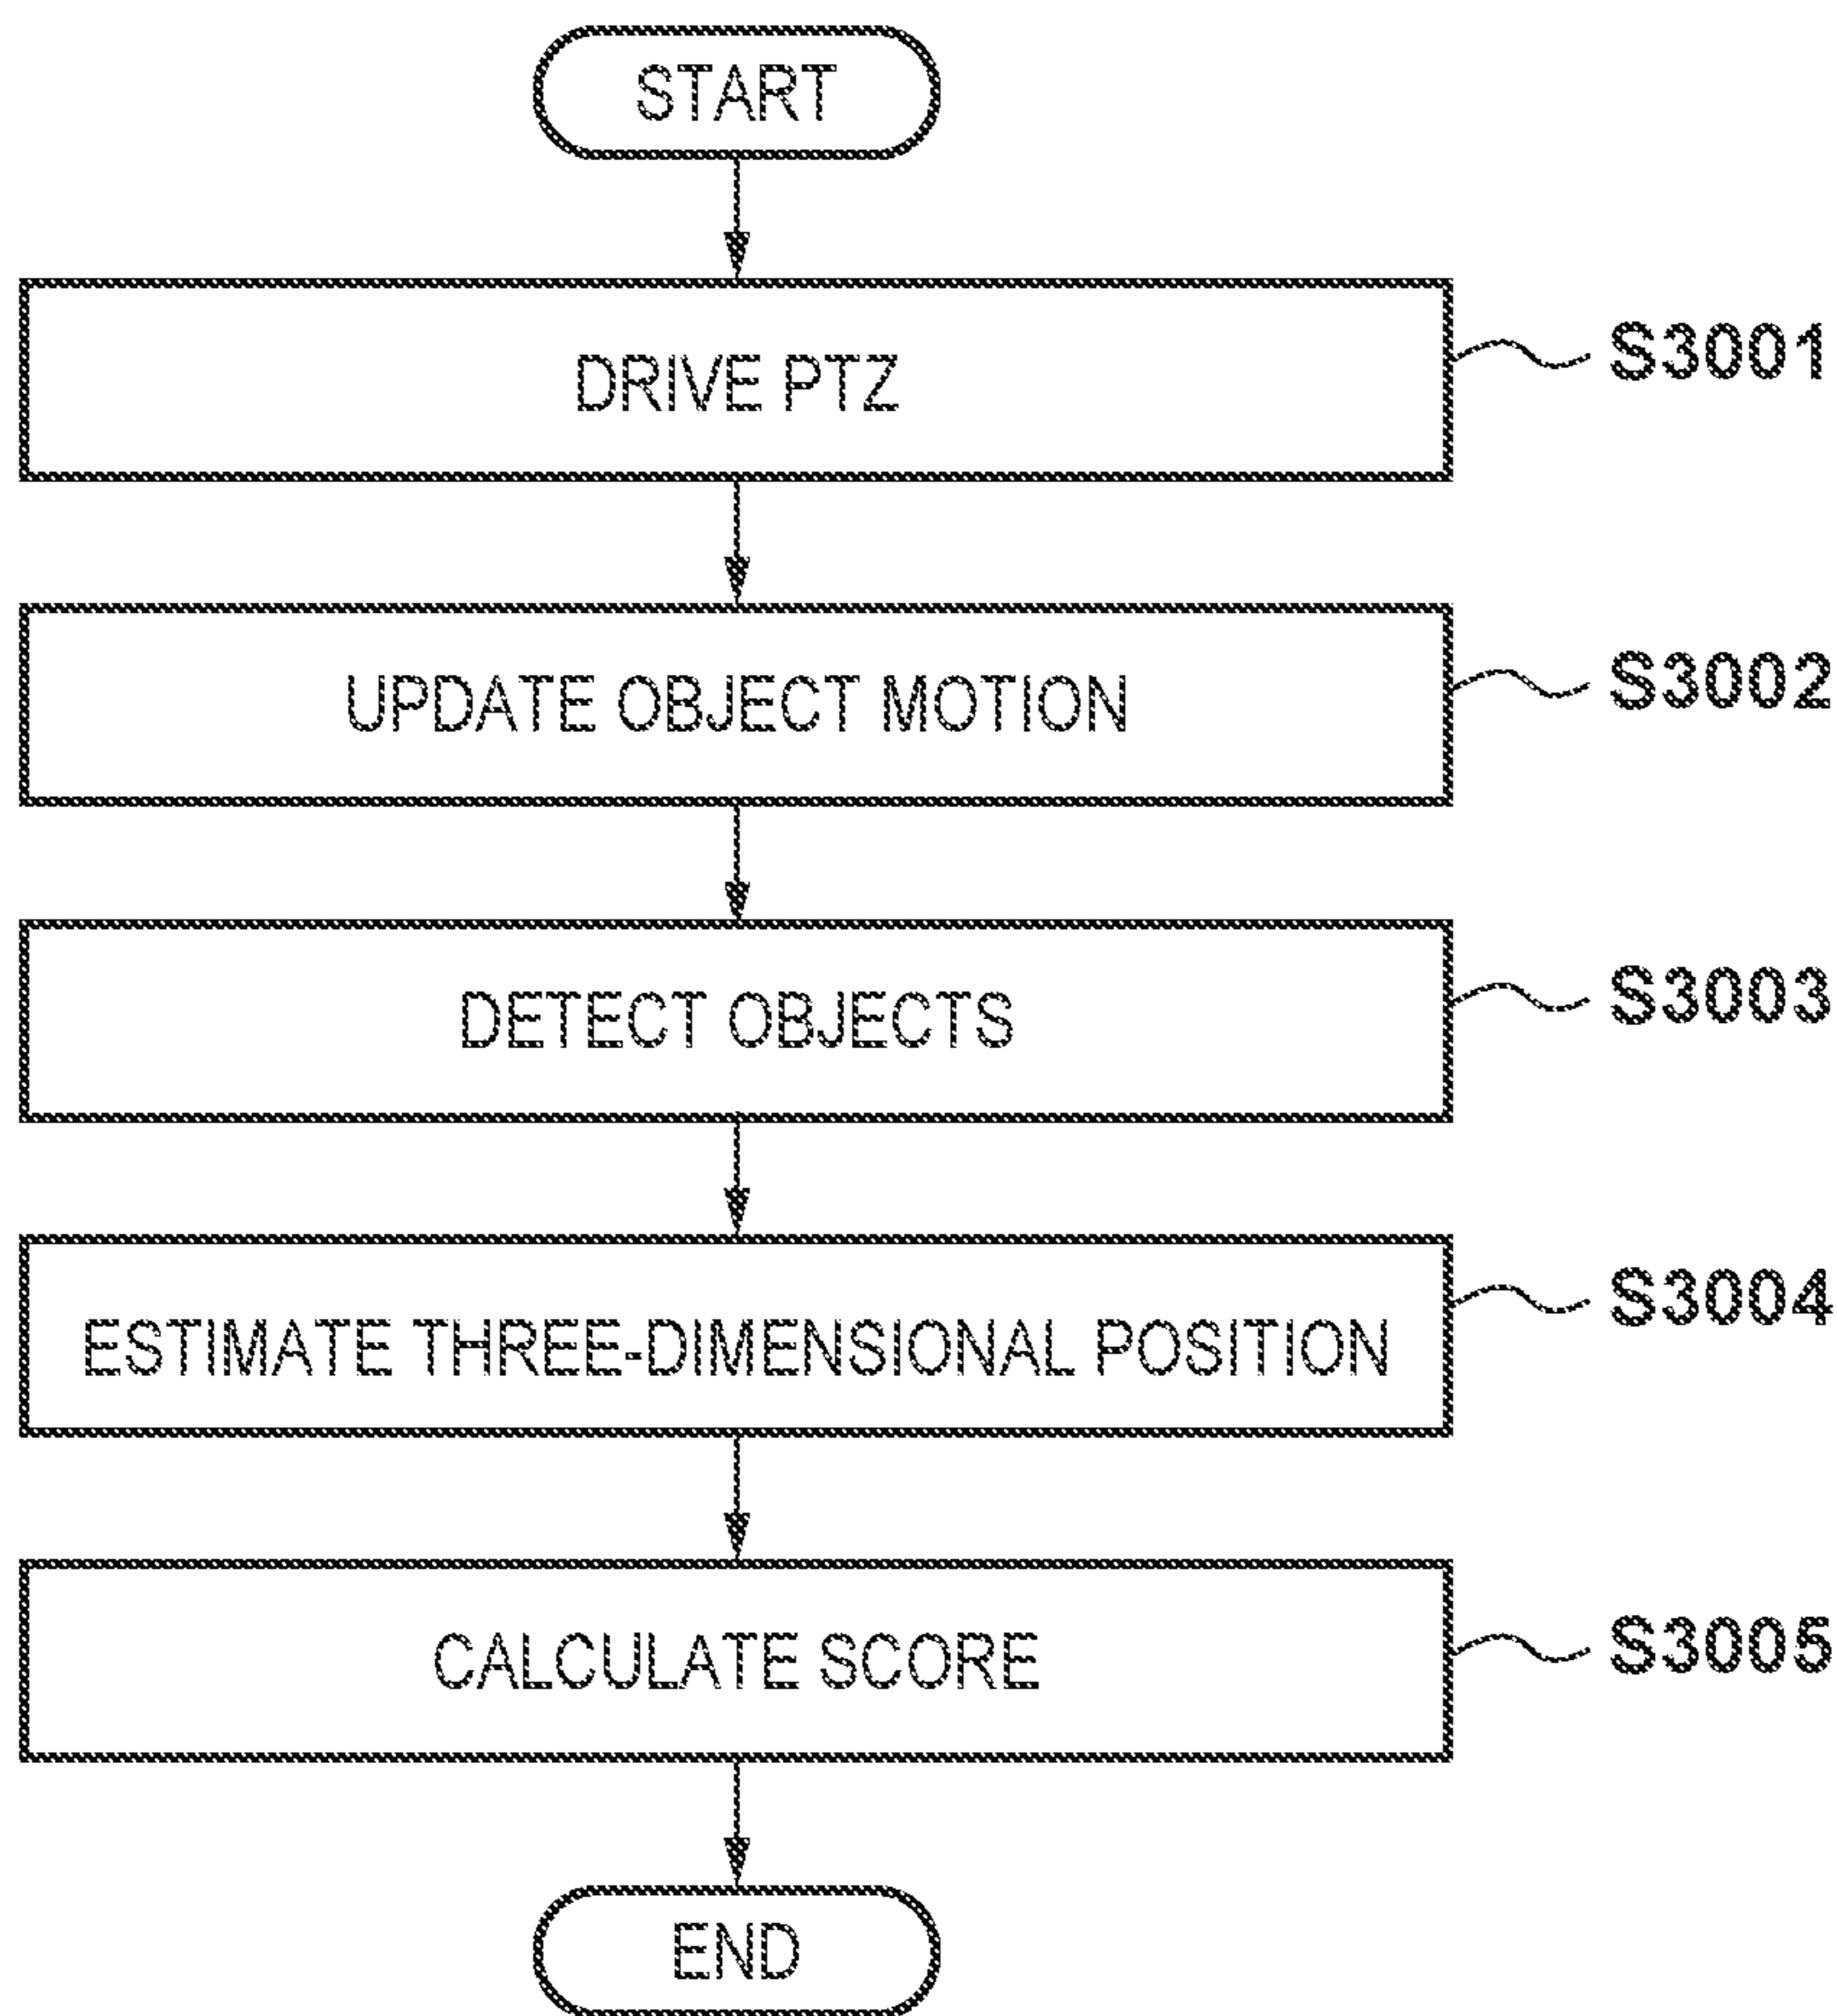 START
DRIVE PTZ
S3001
UPDATE OBJECT MOTION
S3002
DETECT OBJECTS
S3003
ESTIMATE THREE-DIMENSIONAL POSITION
S3004
CALCULATE SCORE
S3005
END